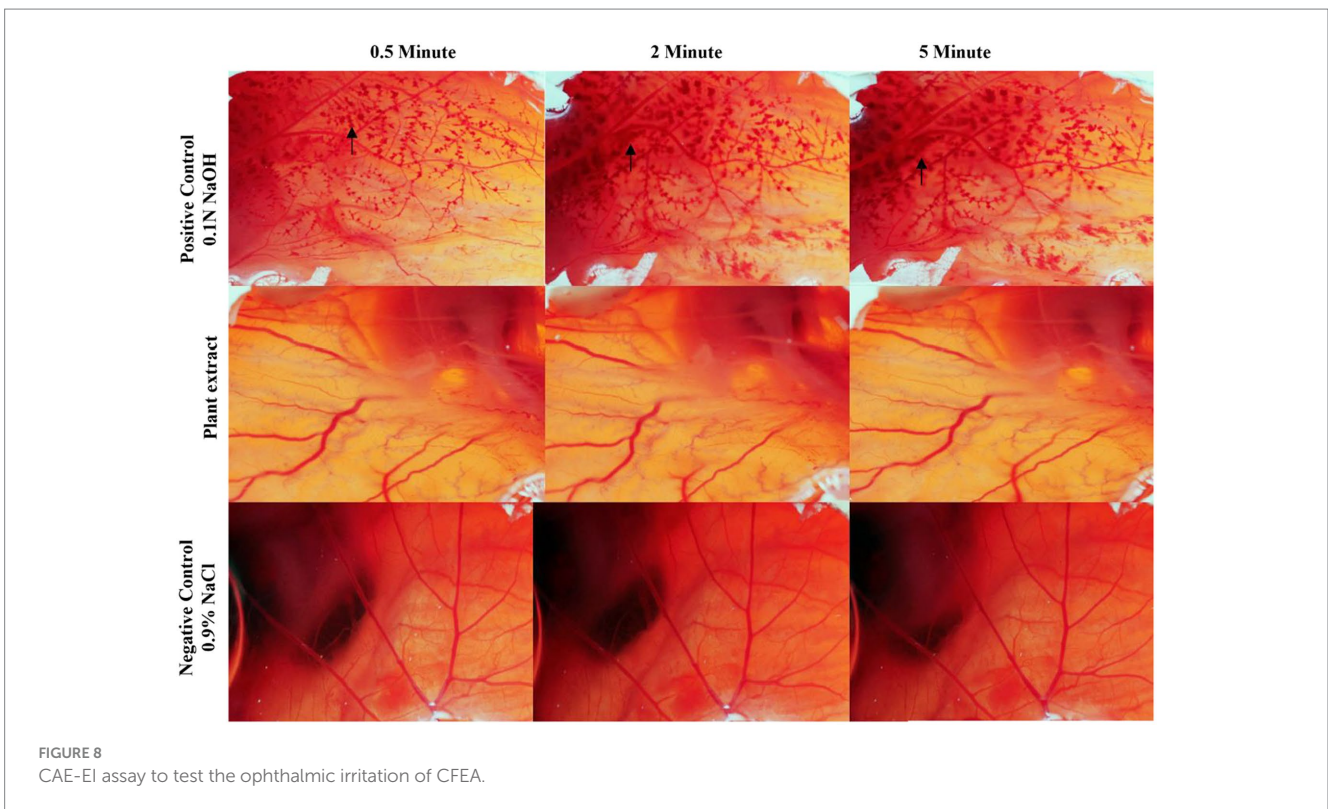 0.5 Minute
2 Minute
5 Minute
Positive Control
0.1N NaOH
Plant extract
Negative Control
0.9% NaCl
FIGURE 8
CAE-EI assay to test the ophthalmic irritation of CFEA.